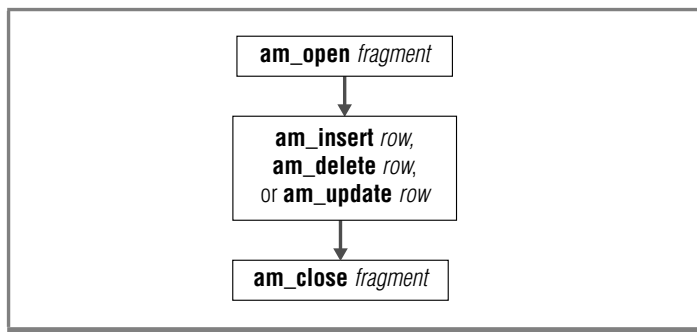 am_open fragment
am_insert row,
am_delete row,
or am_update row
am_close fragment